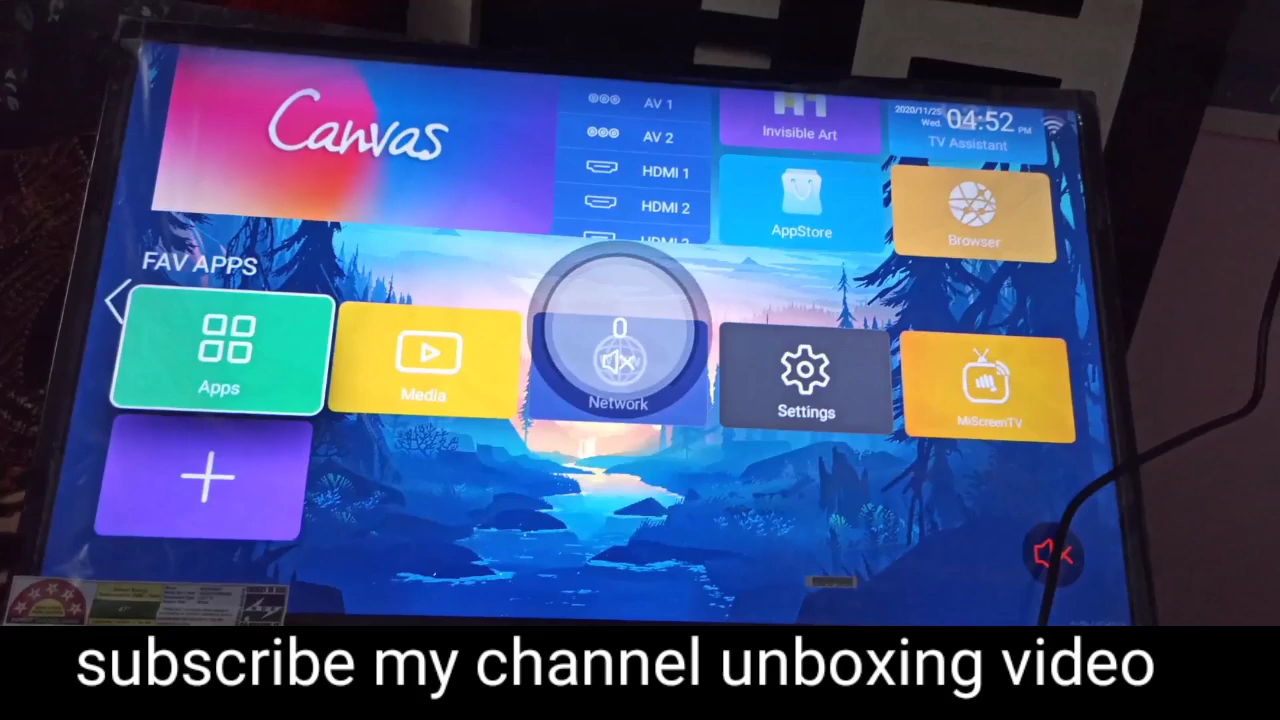 Canvas
AV 1
AV 2
HDMI 1
HDMI 2
Invisible Art
2020/11/25
Wed.
04:52 PM
TV Assistant
AppStore
Browser
FAV APPS
Apps
Media
0
Network
Settings
MiScreenTV
subscribe my channel unboxing video